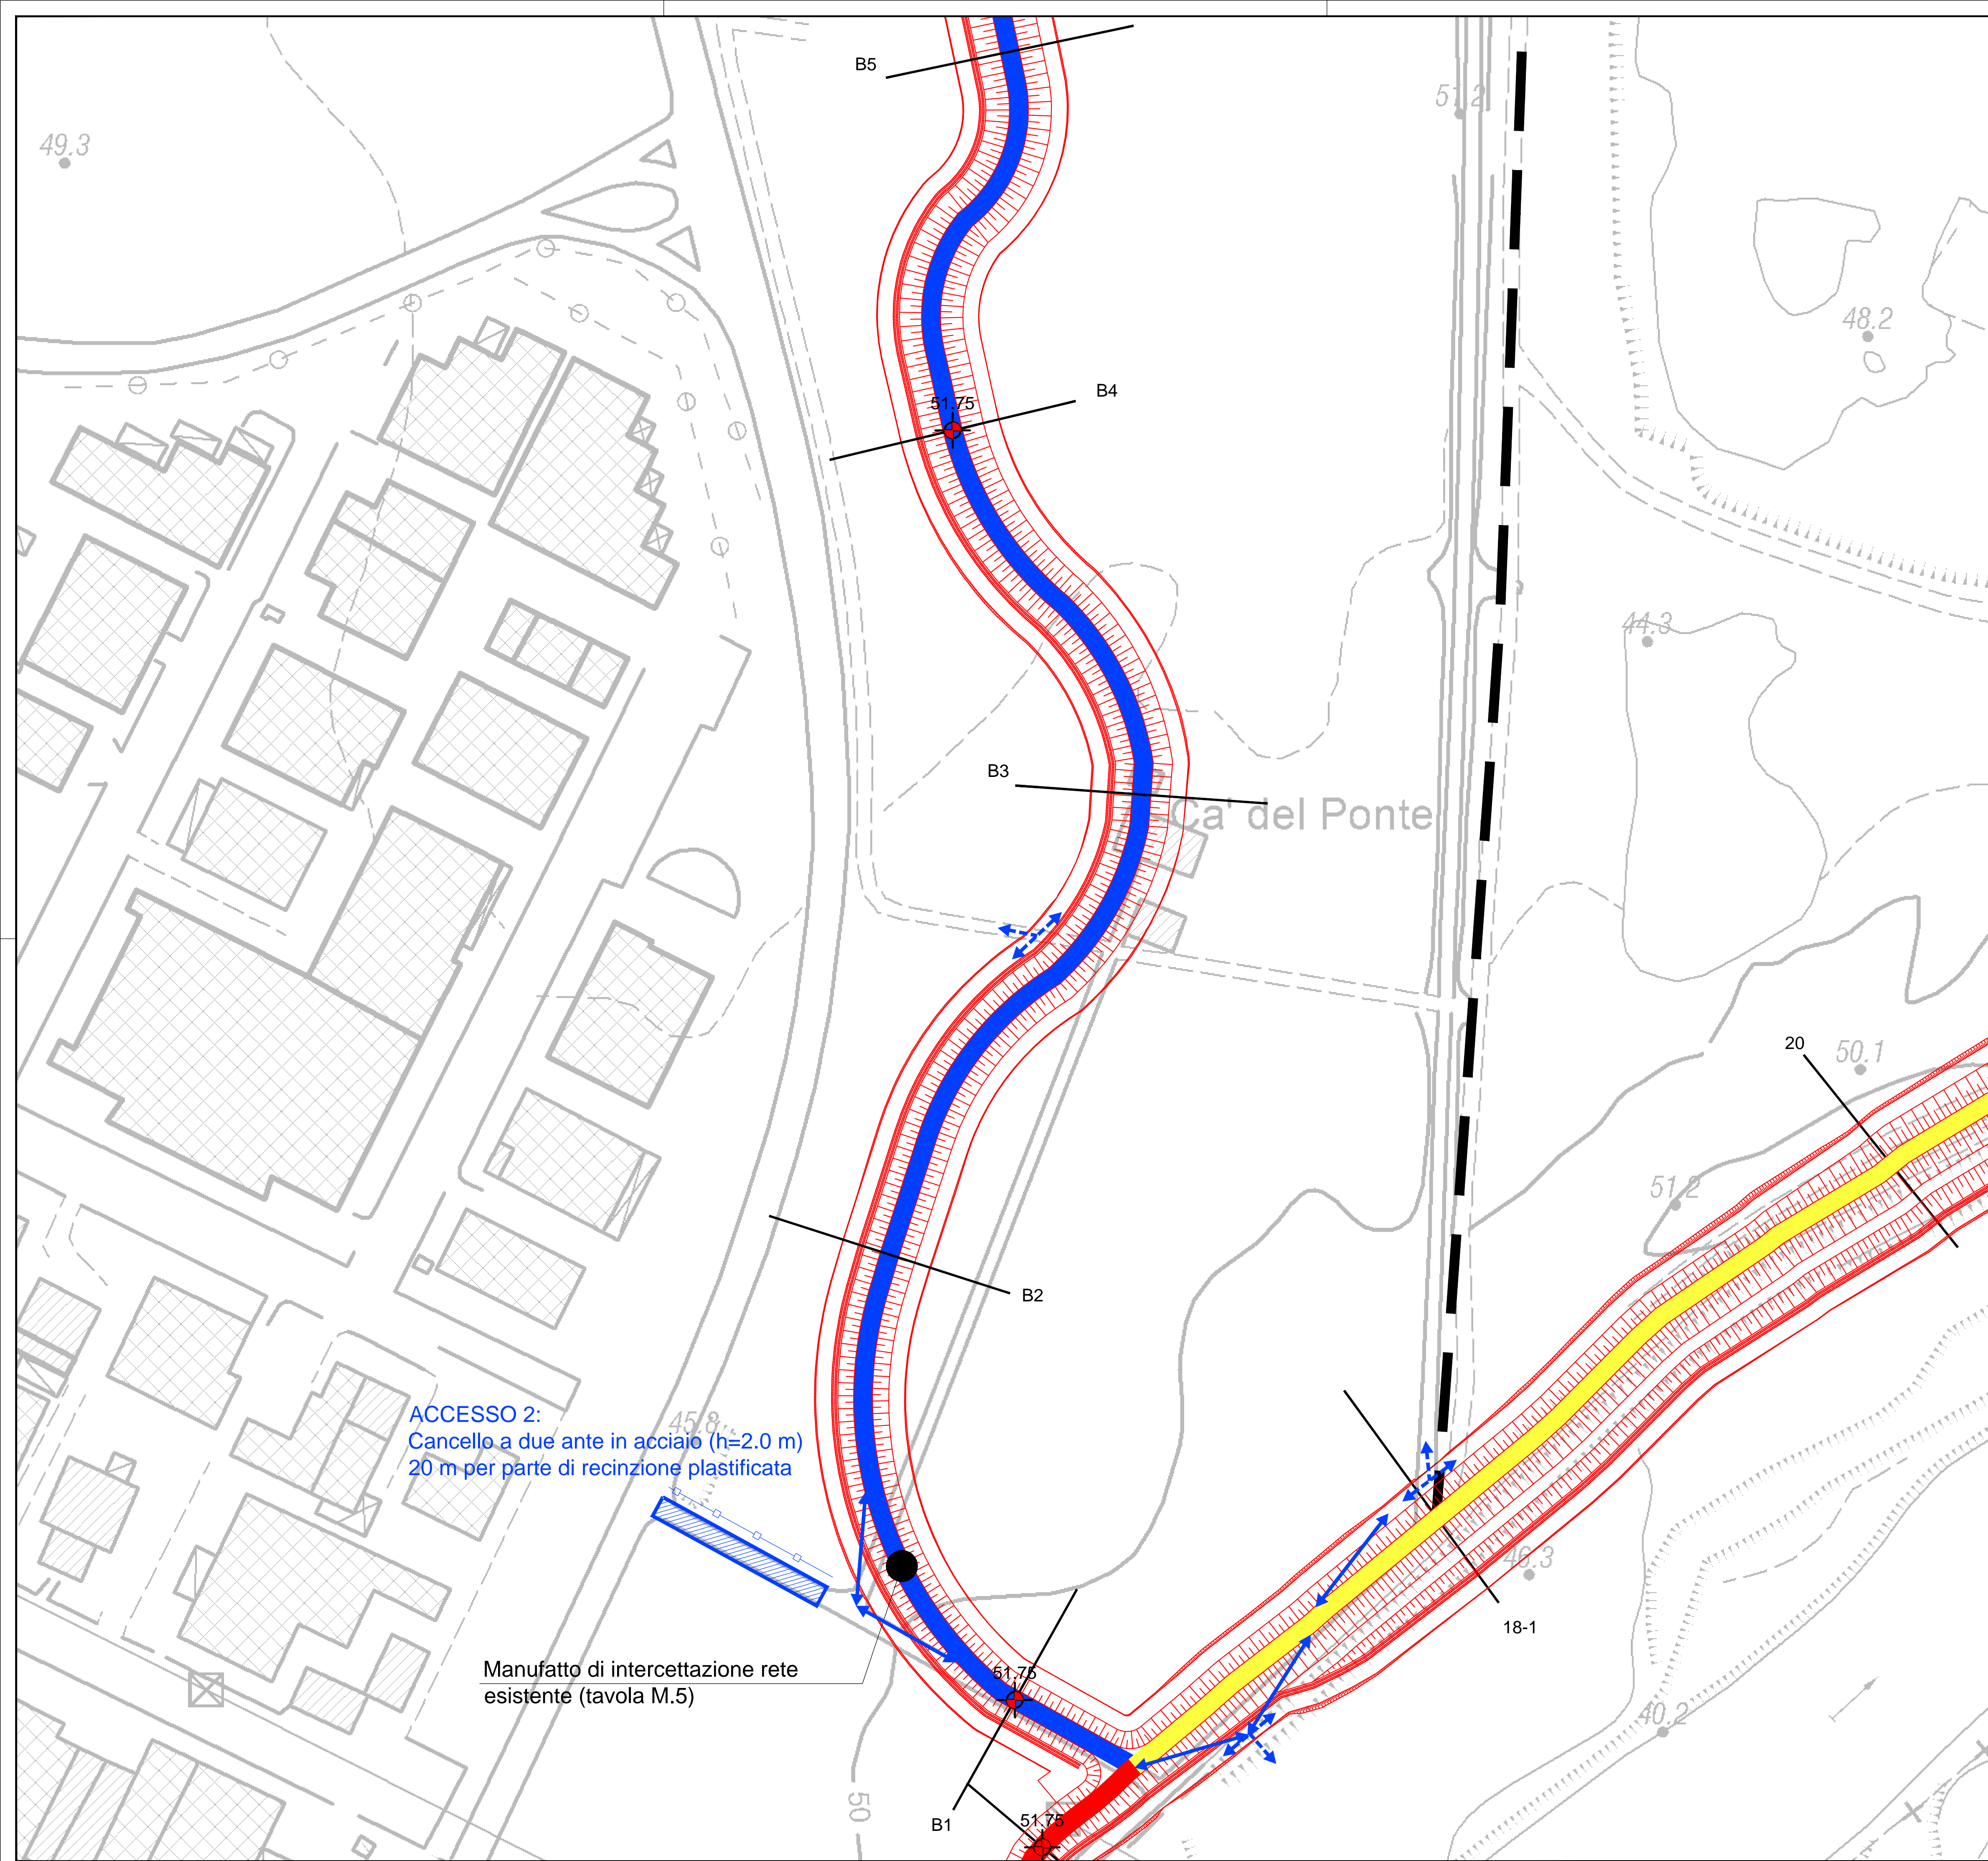 B5
51.2
49.3
48.2
B4
51.75
44.3
B3
Ca' del Ponte
20
50.1
51.2
B2
ACCESSO 2:
45.8
Cancello a due ante in acciaio (h=2.0 m)
20 m per parte di recinzione plastificata
46.3
18-1
Manufatto di intercettazione rete
esistente (tavola M.5)
51.75
40.2
50
B1
51.75